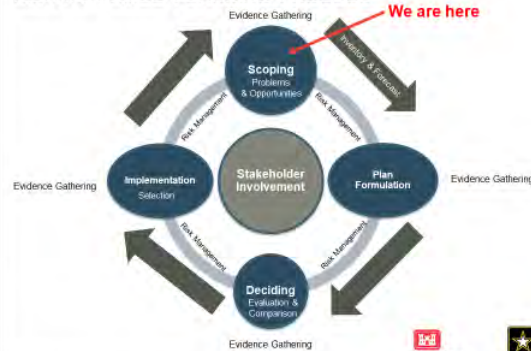 Evidence Gathering
We are here
Scoping
Problems
& Opportunities
Inventory & Forecast
Risk Management
Risk Management
Evidence Gathering
Implementation
Selection
Stakeholder
Involvement
Plan
Formulation
Evidence Gathering
Risk Management
Risk Management
Deciding
Evaluation &
Comparison
Evidence Gathering